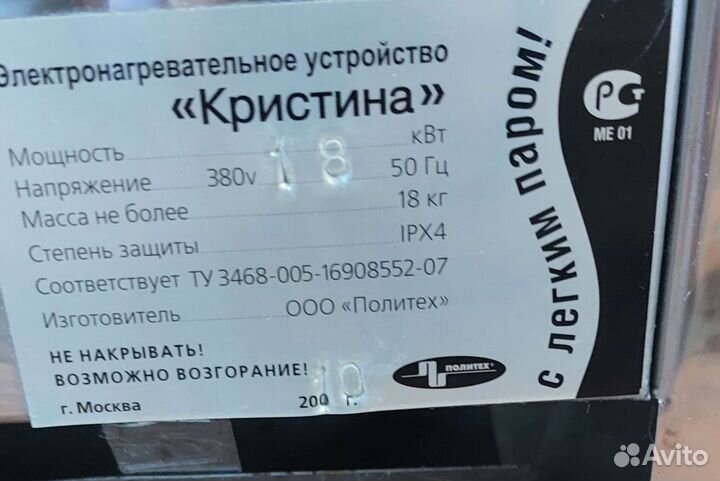 Электронагревательное устройство
«Кристина»
Мощность 18 кВт
Напряжение 380v 50 Гц
Масса не более 18 кг
Степень защиты IPX4
Соответствует ТУ 3468-005-16908552-07
Изготовитель ООО «Политех»
НЕ НАКРЫВАТЬ!
ВОЗМОЖНО ВОЗГОРАНИЕ!
г. Москва 200 10 г.
ПОЛИТЕХ
с легким паром!
РСТ
МЕ 01
Avito